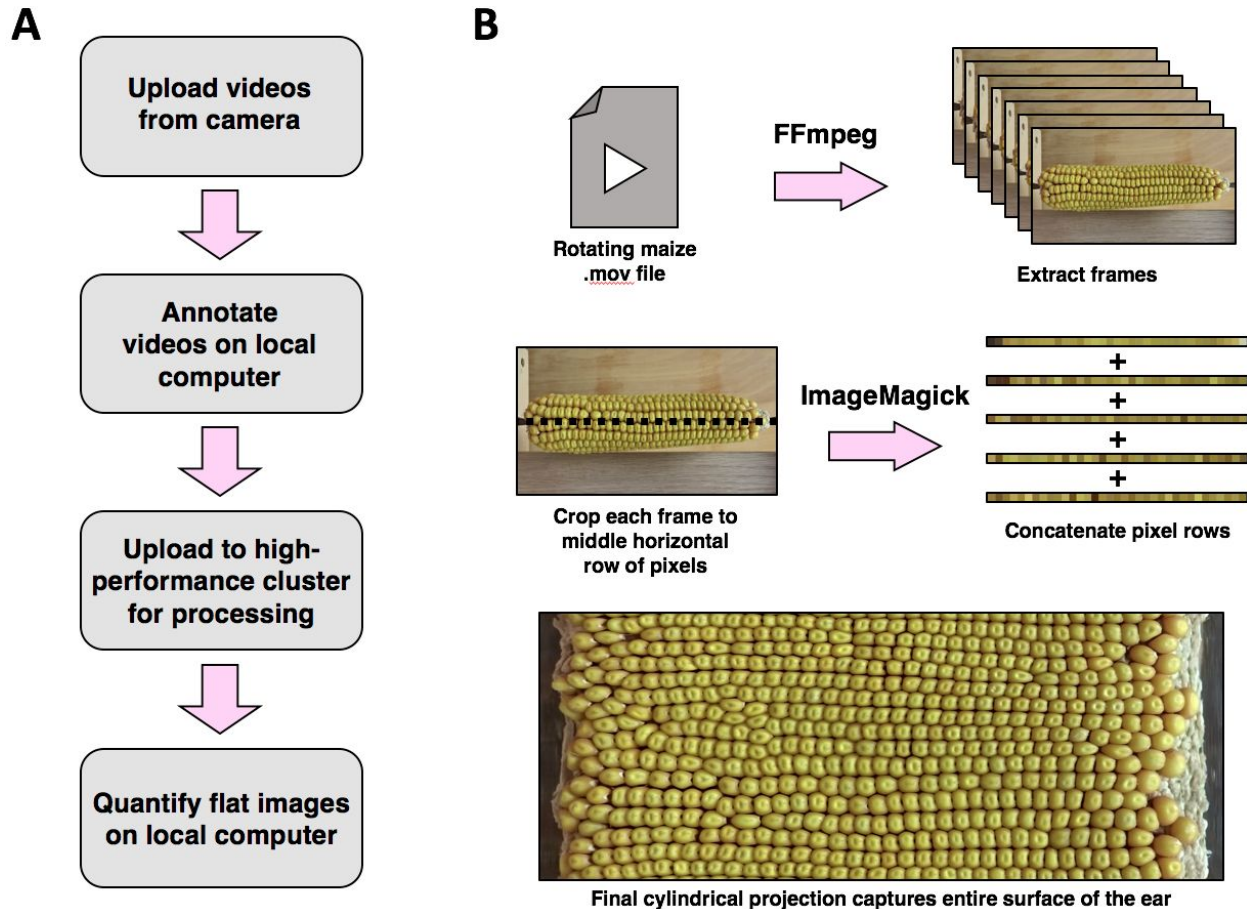 A
Upload videos
from camera
Annotate
videos on local
computer
Upload to high-
performance cluster
for processing
Quantify flat images
on local computer
B
Rotating maize
.mov file
FFmpeg
Extract frames
Crop each frame to
middle horizontal
row of pixels
ImageMagick
+
+
+
+
Concatenate pixel rows
Final cylindrical projection captures entire surface of the ear